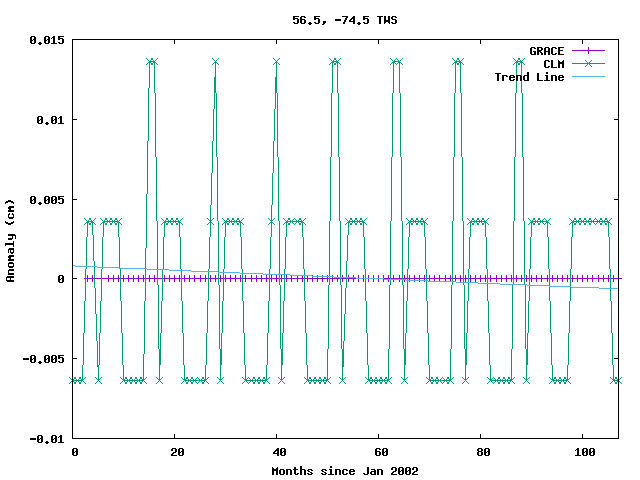 56.5, -74.5 TWS
0.015
0.01
0.005
0
-0.005
-0.01
Anomaly (cm)
GRACE
CLM
Trend Line
0 20 40 60 80 100
Months since Jan 2002